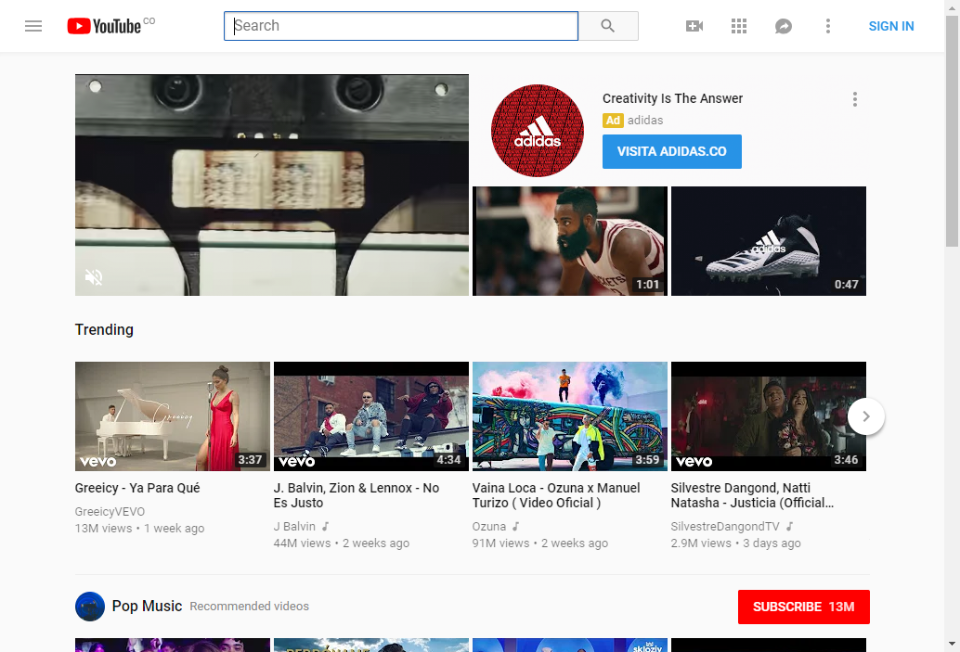 YouTube CO
Search
SIGN IN
Creativity Is The Answer
Ad adidas
VISITA ADIDAS.CO
adidas
adidas
1:01
0:47
Trending
Greeicy
vevo
3:37
vevo
4:34
3:59
vevo
3:46
Greeicy - Ya Para Qué
GreeicyVEVO
13M views • 1 week ago
J. Balvin, Zion & Lennox - No
Es Justo
J Balvin
44M views • 2 weeks ago
Vaina Loca - Ozuna x Manuel
Turizo ( Video Oficial )
Ozuna
91M views • 2 weeks ago
Silvestre Dangond, Natti
Natasha - Justicia (Official...
SilvestreDangondTV
2.9M views • 3 days ago
Pop Music Recommended videos
SUBSCRIBE 13M